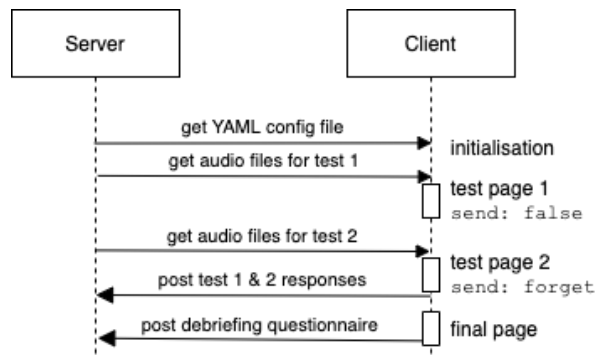 Server
Client
get YAML config file
initialisation
get audio files for test 1
test page 1
send: false
get audio files for test 2
test page 2
send: forget
post test 1 & 2 responses
post debriefing questionnaire
final page